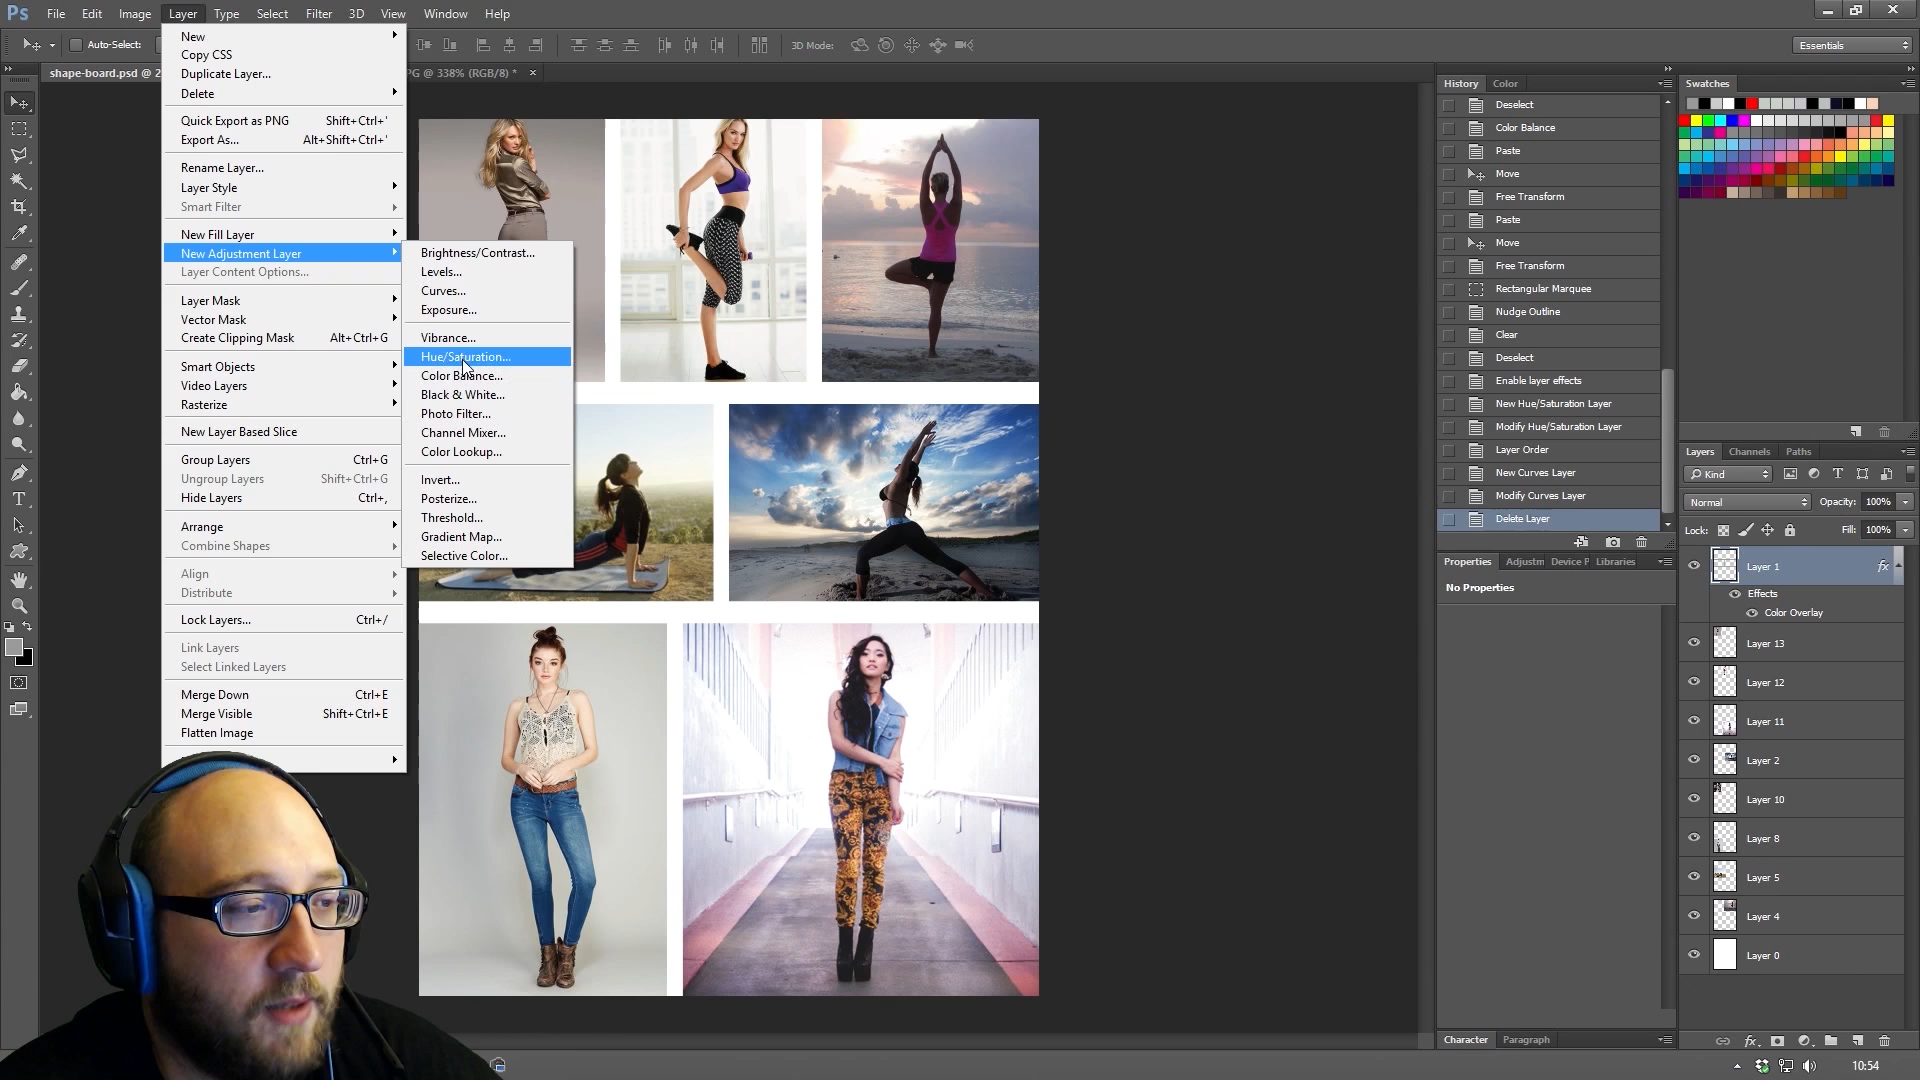 Ps File Edit Image Layer Type Select Filter 3D View Window Help
Auto-Select: 3D Mode: Essentials
shape-board.psd @ 2 PG @ 338% (RGB/8) * ×
New
Copy CSS
Duplicate Layer...
Delete
Quick Export as PNG Shift+Ctrl+'
Export As... Alt+Shift+Ctrl+'
Rename Layer...
Layer Style
Smart Filter
New Fill Layer
New Adjustment Layer
Layer Content Options...
Layer Mask
Vector Mask
Create Clipping Mask Alt+Ctrl+G
Smart Objects
Video Layers
Rasterize
New Layer Based Slice
Group Layers Ctrl+G
Ungroup Layers Shift+Ctrl+G
Hide Layers Ctrl+,
Arrange
Combine Shapes
Align
Distribute
Lock Layers... Ctrl+/
Link Layers
Select Linked Layers
Merge Down Ctrl+E
Merge Visible Shift+Ctrl+E
Flatten Image
Brightness/Contrast...
Levels...
Curves...
Exposure...
Vibrance...
Hue/Saturation...
Color Balance...
Black & White...
Photo Filter...
Channel Mixer...
Color Lookup...
Invert...
Posterize...
Threshold...
Gradient Map...
Selective Color...
History Color
Deselect
Color Balance
Paste
Move
Free Transform
Paste
Move
Free Transform
Rectangular Marquee
Nudge Outline
Clear
Deselect
Enable layer effects
New Hue/Saturation Layer
Modify Hue/Saturation Layer
Layer Order
New Curves Layer
Modify Curves Layer
Delete Layer
Properties Adjustm Device P Libraries
No Properties
Character Paragraph
Swatches
Layers Channels Paths
Kind
Normal Opacity: 100%
Lock: Fill: 100%
Layer 1 fx
Effects
Color Overlay
Layer 13
Layer 12
Layer 11
Layer 2
Layer 10
Layer 8
Layer 5
Layer 4
Layer 0
fx
10:54